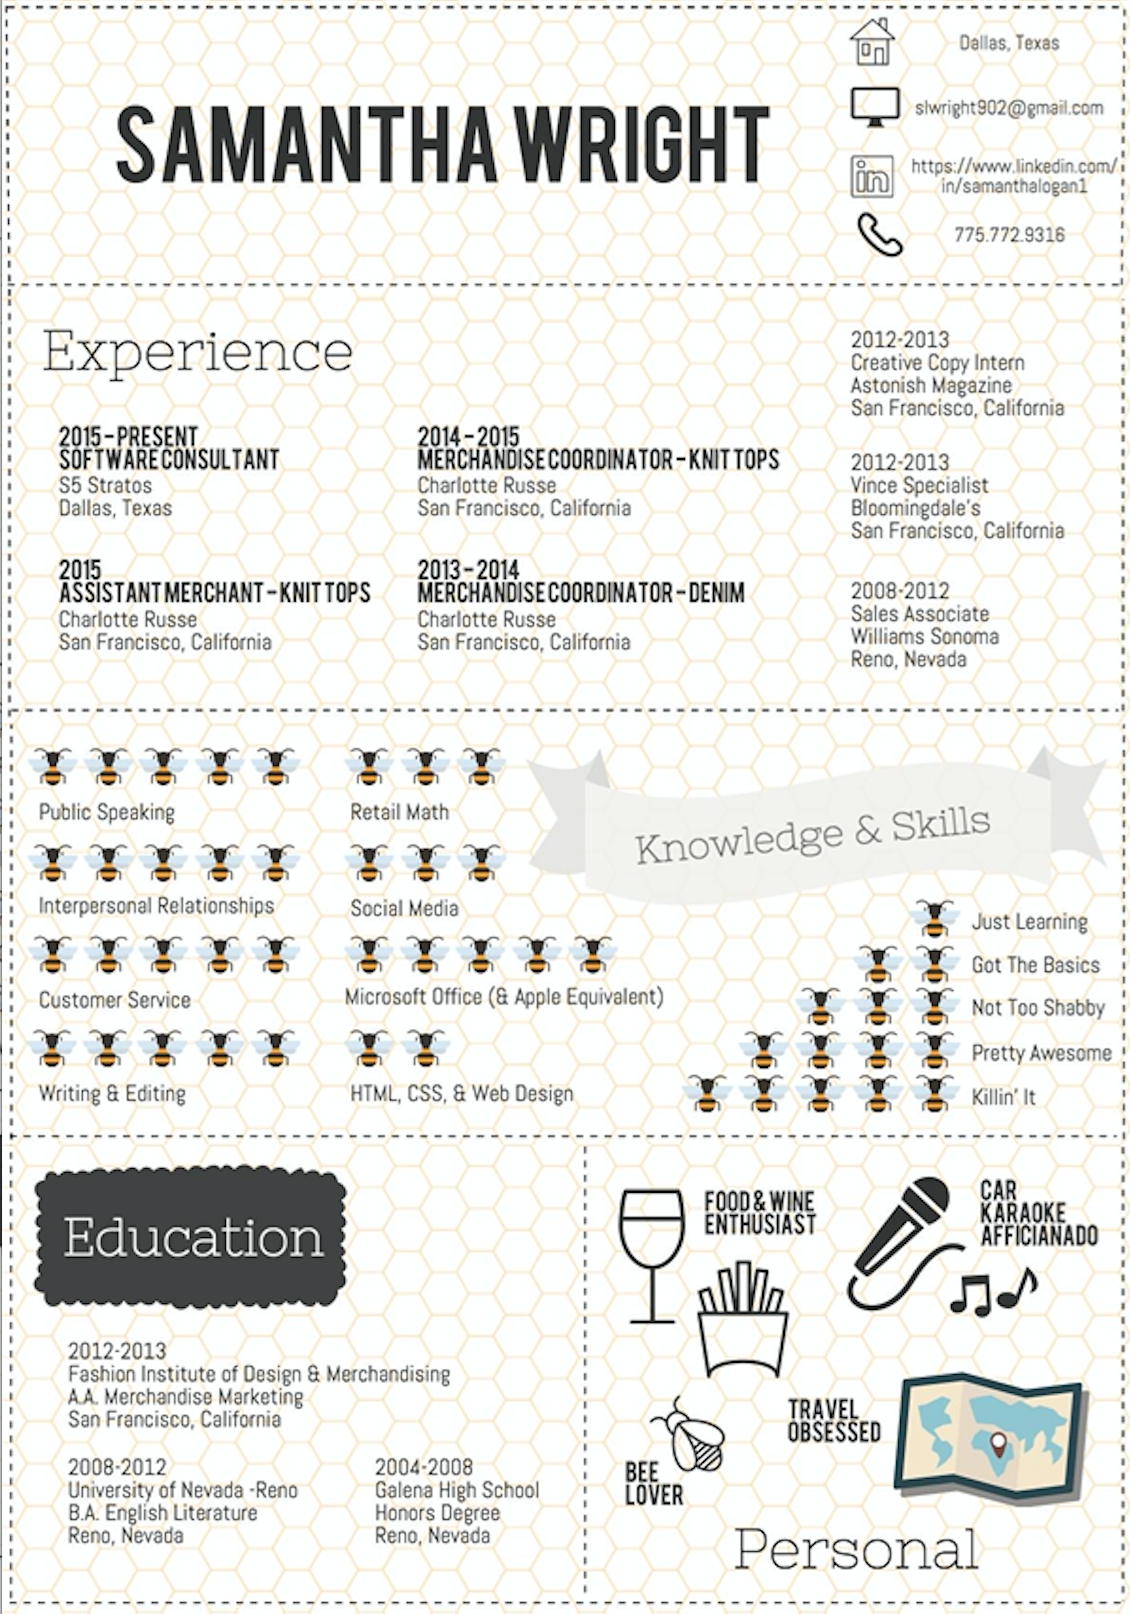 SAMANTHA WRIGHT
Dallas, Texas
slwright902@gmail.com
https://www.linkedin.com/
in/samanthalogan1
775.772.9316
Experience
2015 - PRESENT
SOFTWARE CONSULTANT
S5 Stratos
Dallas, Texas
2015
ASSISTANT MERCHANT - KNIT TOPS
Charlotte Russe
San Francisco, California
2014 - 2015
MERCHANDISE COORDINATOR - KNIT TOPS
Charlotte Russe
San Francisco, California
2013 - 2014
MERCHANDISE COORDINATOR - DENIM
Charlotte Russe
San Francisco, California
2012-2013
Creative Copy Intern
Astonish Magazine
San Francisco, California
2012-2013
Vince Specialist
Bloomingdale's
San Francisco, California
2008-2012
Sales Associate
Williams Sonoma
Reno, Nevada
Knowledge & Skills
Public Speaking
Interpersonal Relationships
Customer Service
Writing & Editing
Retail Math
Social Media
Microsoft Office (& Apple Equivalent)
HTML, CSS, & Web Design
Just Learning
Got The Basics
Not Too Shabby
Pretty Awesome
Killin' It
Education
2012-2013
Fashion Institute of Design & Merchandising
A.A. Merchandise Marketing
San Francisco, California
2008-2012
University of Nevada -Reno
B.A. English Literature
Reno, Nevada
2004-2008
Galena High School
Honors Degree
Reno, Nevada
FOOD & WINE
ENTHUSIAST
CAR
KARAOKE
AFFICIANADO
TRAVEL
OBSESSED
BEE
LOVER
Personal